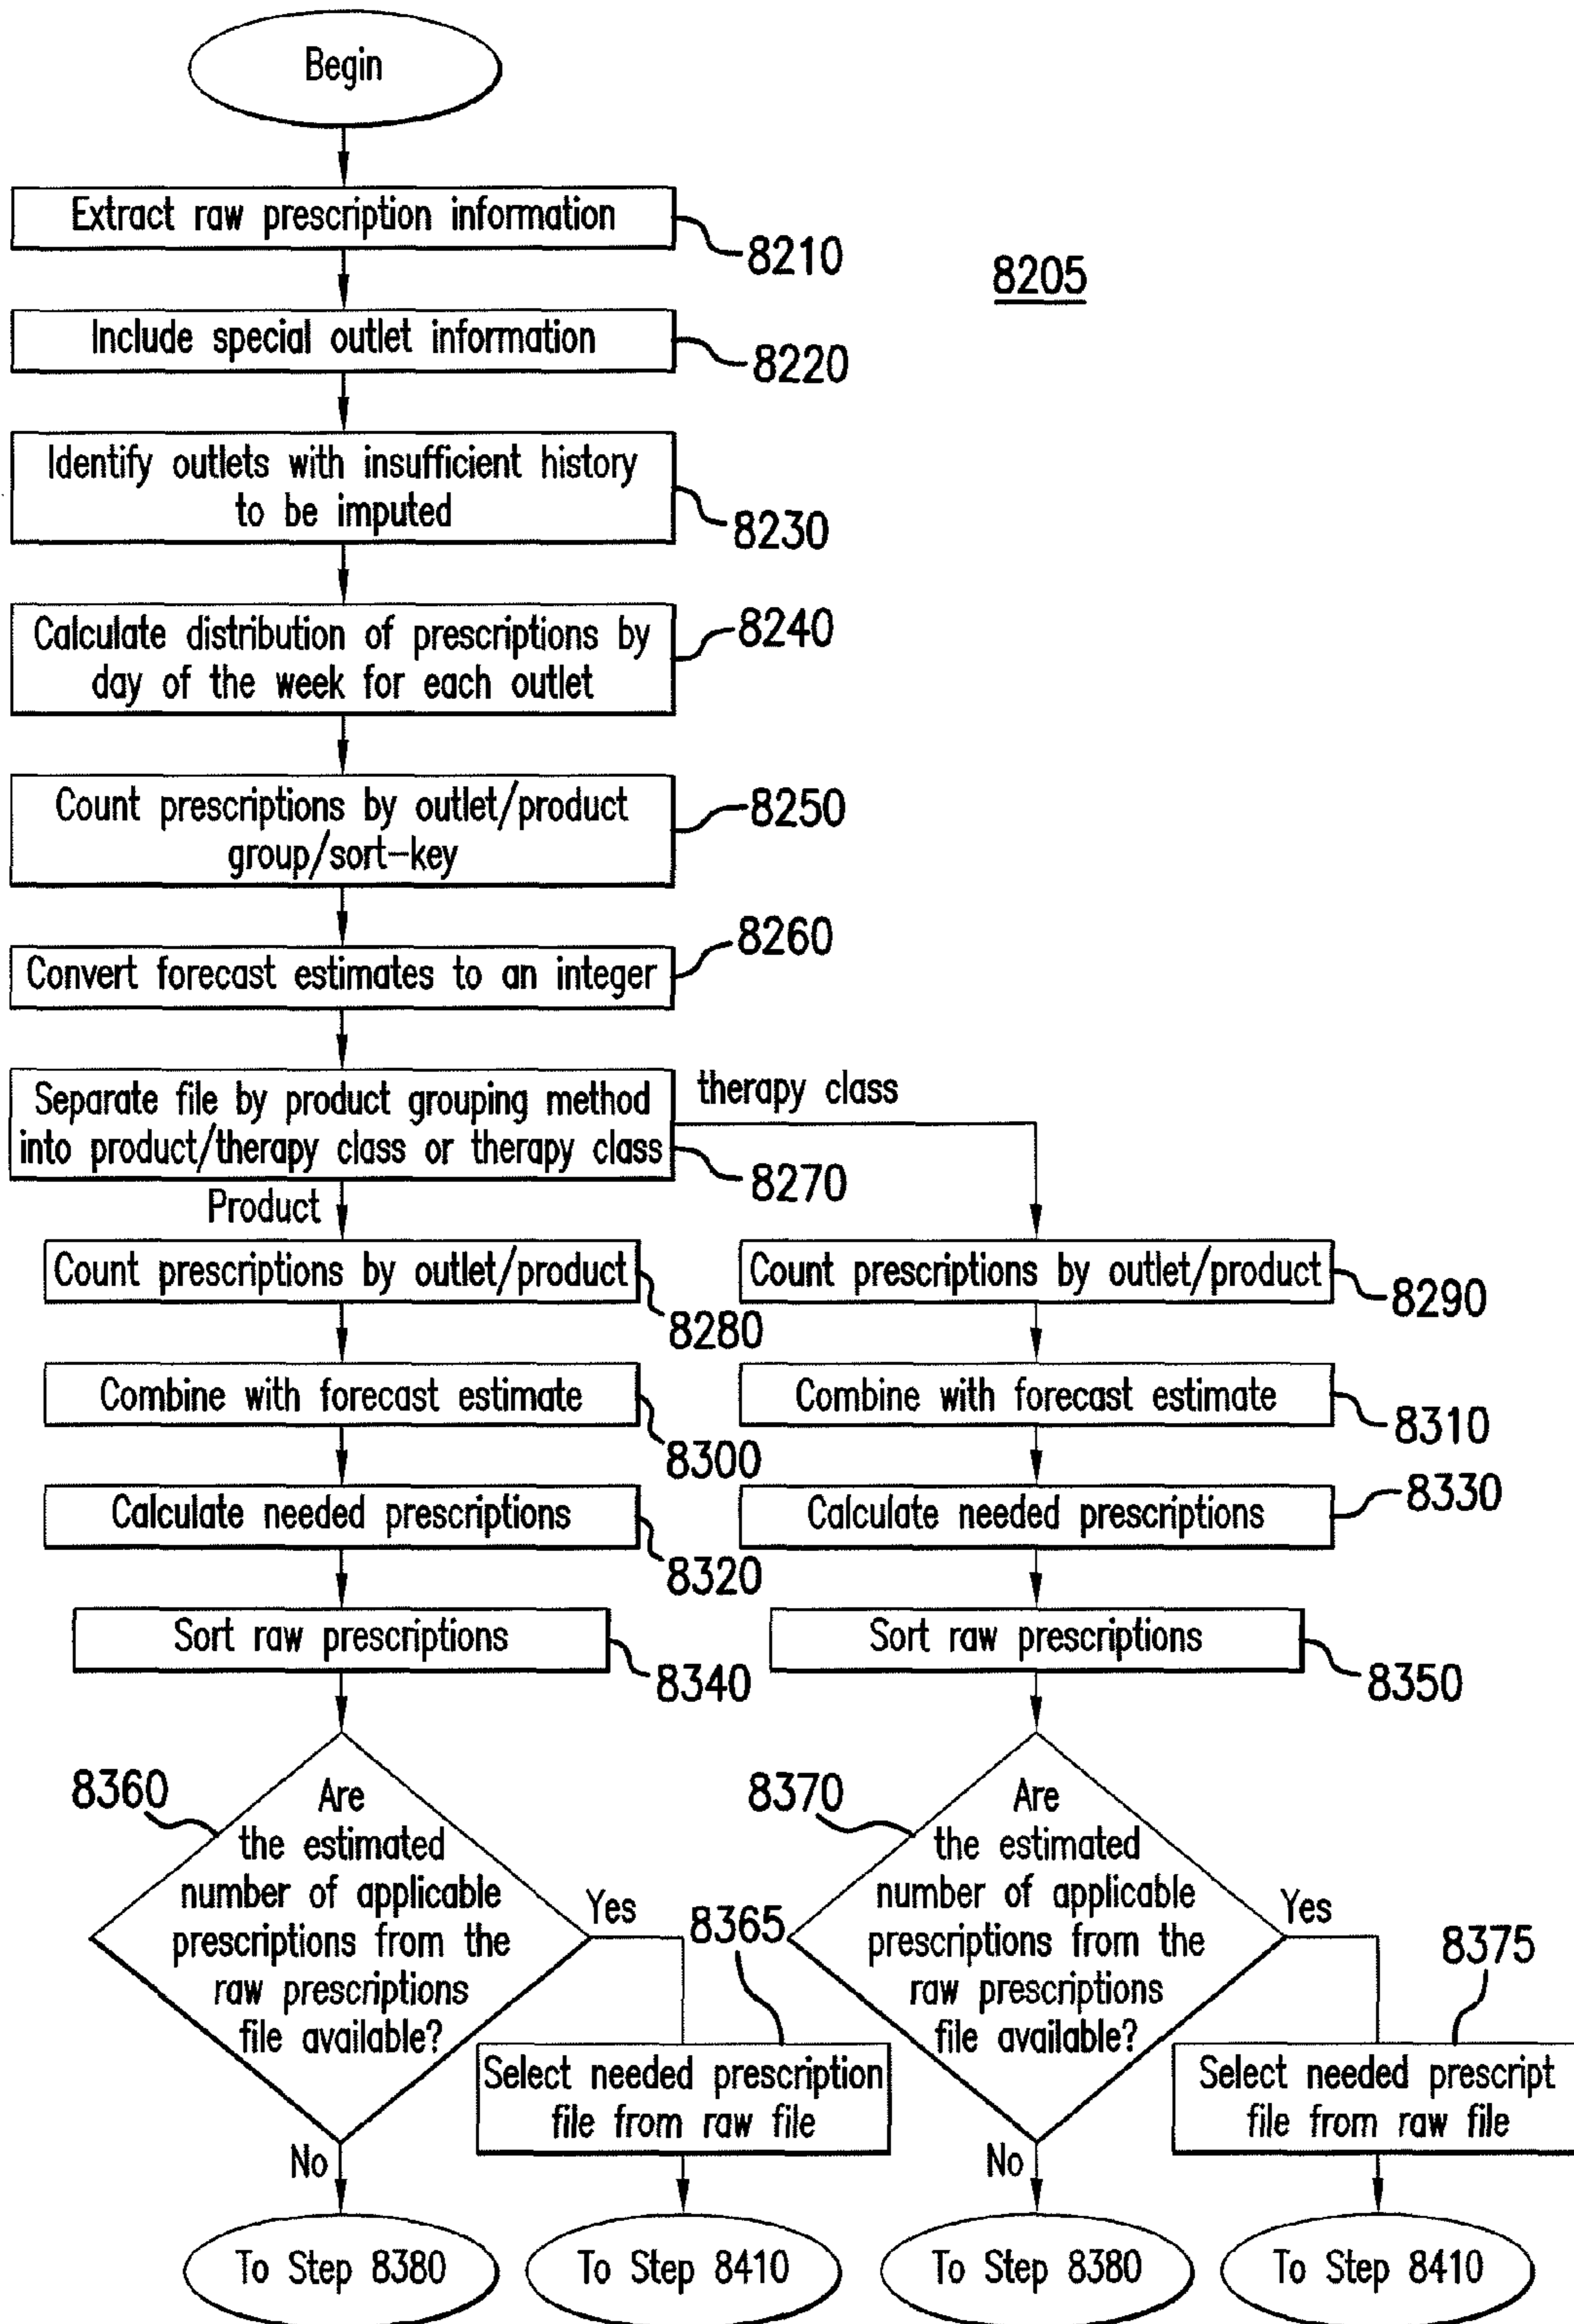 Begin
Extract raw prescription information
8210
8205
Include special outlet information
8220
Identify outlets with insufficient history
to be imputed
8230
Calculate distribution of prescriptions by
day of the week for each outlet
8240
Count prescriptions by outlet/product
group/sort-key
8250
8260
Convert forecast estimates to an integer
Separate file by product grouping method
into product/therapy class or therapy class
therapy class
8270
Product
Count prescriptions by outlet/product
8280
Count prescriptions by outlet/product
8290
Combine with forecast estimate
8300
Combine with forecast estimate
8310
Calculate needed prescriptions
8320
Calculate needed prescriptions
8330
Sort raw prescriptions
8340
Sort raw prescriptions
8350
8360
Are
the estimated
number of applicable
prescriptions from the
raw prescriptions
file available?
Yes
8365
Select needed prescription
file from raw file
No
8370
Are
the estimated
number of applicable
prescriptions from the
raw prescriptions
file available?
Yes
8375
Select needed prescript
file from raw file
No
To Step 8380
To Step 8410
To Step 8380
To Step 8410